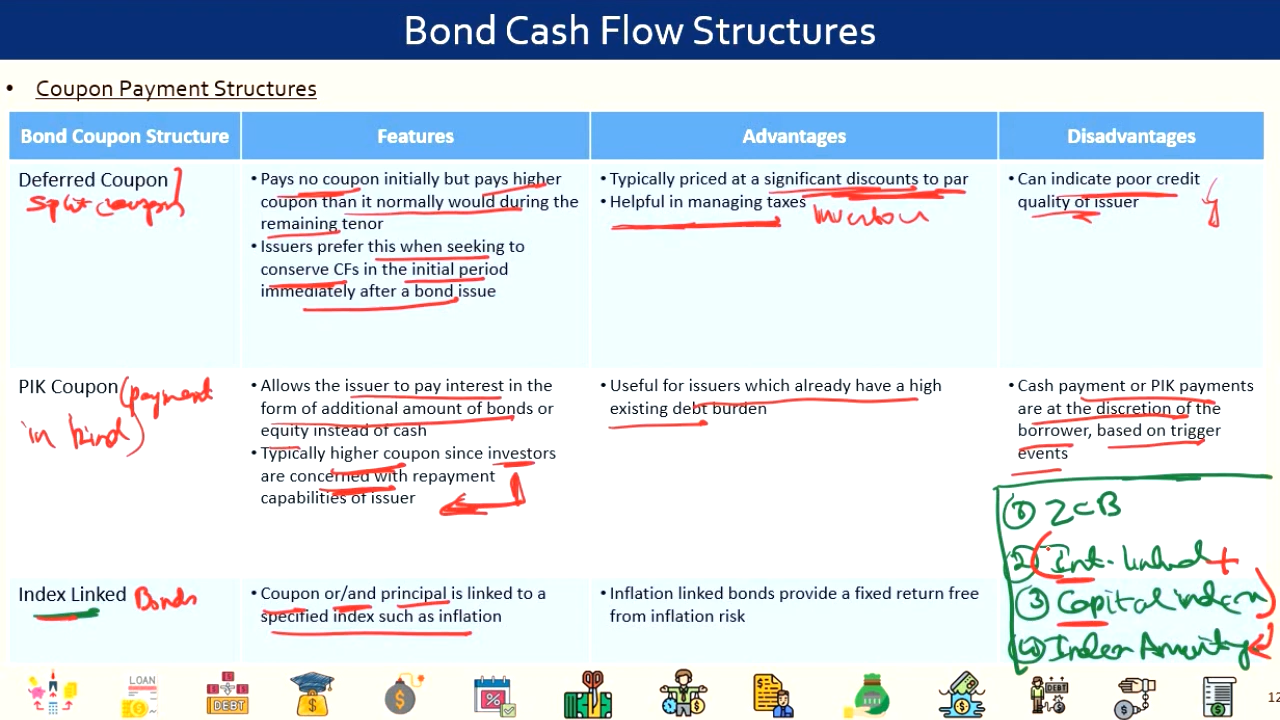 Bond Cash Flow Structures
• Coupon Payment Structures
Bond Coupon Structure
Features
Advantages
Disadvantages
Deferred Coupon
Split coupon
• Pays no coupon initially but pays higher
coupon than it normally would during the
remaining tenor
• Issuers prefer this when seeking to
conserve CFs in the initial period
immediately after a bond issue
• Typically priced at a significant discounts to par
• Helpful in managing taxes
Investor
• Can indicate poor credit
quality of issuer
PIK Coupon (payment
in kind)
• Allows the issuer to pay interest in the
form of additional amount of bonds or
equity instead of cash
• Typically higher coupon since investors
are concerned with repayment
capabilities of issuer
• Useful for issuers which already have a high
existing debt burden
• Cash payment or PIK payments
are at the discretion of the
borrower, based on trigger
events
Index Linked Bonds
• Coupon or/and principal is linked to a
specified index such as inflation
• Inflation linked bonds provide a fixed return free
from inflation risk
① ZCB
② Int. linked +
③ Capital index
④ Index Annuity
LOAN
DEBT
DEBT
12